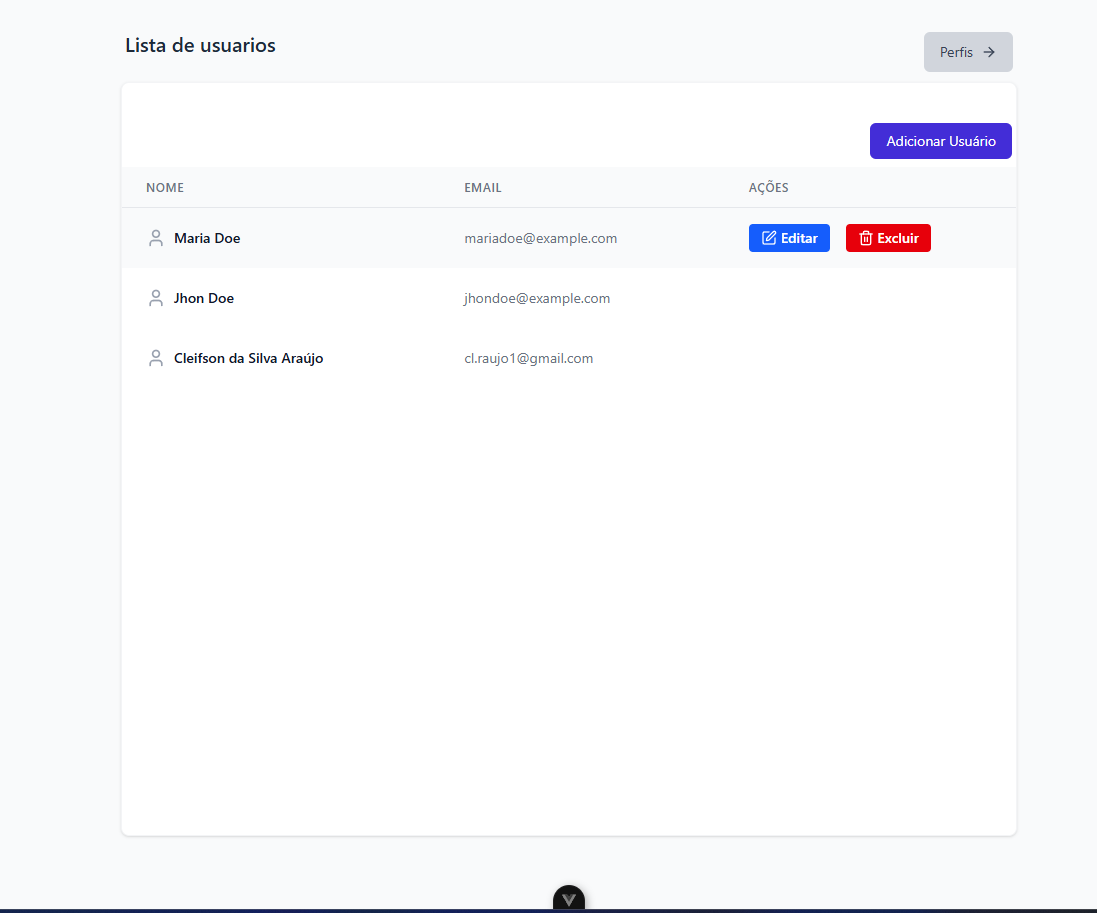 Lista de usuarios
Perfis
Adicionar Usuário
NOME EMAIL AÇÕES
Maria Doe mariadoe@example.com Editar Excluir
Jhon Doe jhondoe@example.com
Cleifson da Silva Araújo cl.raujo1@gmail.com